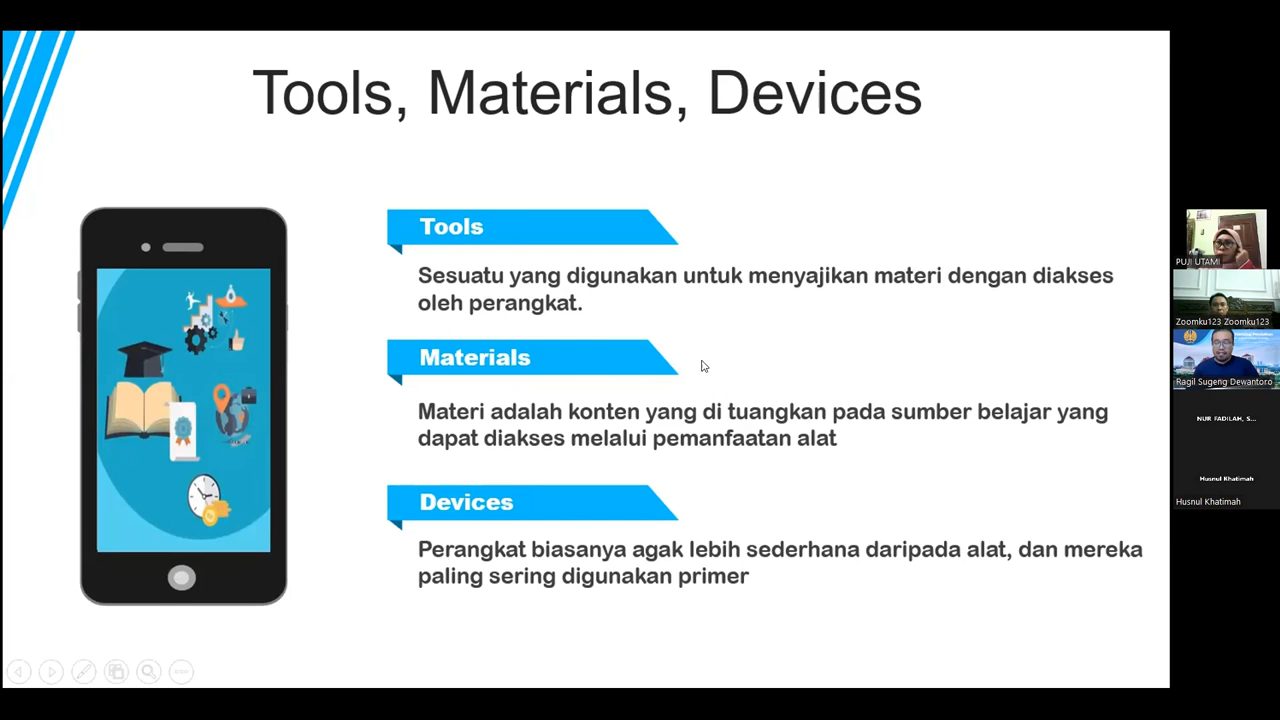 Tools, Materials, Devices
Tools
Sesuatu yang digunakan untuk menyajikan materi dengan diakses
oleh perangkat.
Materials
Materi adalah konten yang di tuangkan pada sumber belajar yang
dapat diakses melalui pemanfaatan alat
Devices
Perangkat biasanya agak lebih sederhana daripada alat, dan mereka
paling sering digunakan primer
PUJI UTAMI
Zoomku123 Zoomku123
Ragil Sugeng Dewantoro
NUR FADILAH, S...
Husnul Khatimah
Husnul Khatimah